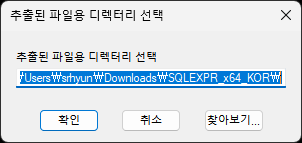 추출된 파일용 디렉터리 선택
추출된 파일용 디렉터리 선택
\Users\srhyun\Downloads\SQLEXPR_x64_KOR\
확인
취소
찾아보기...